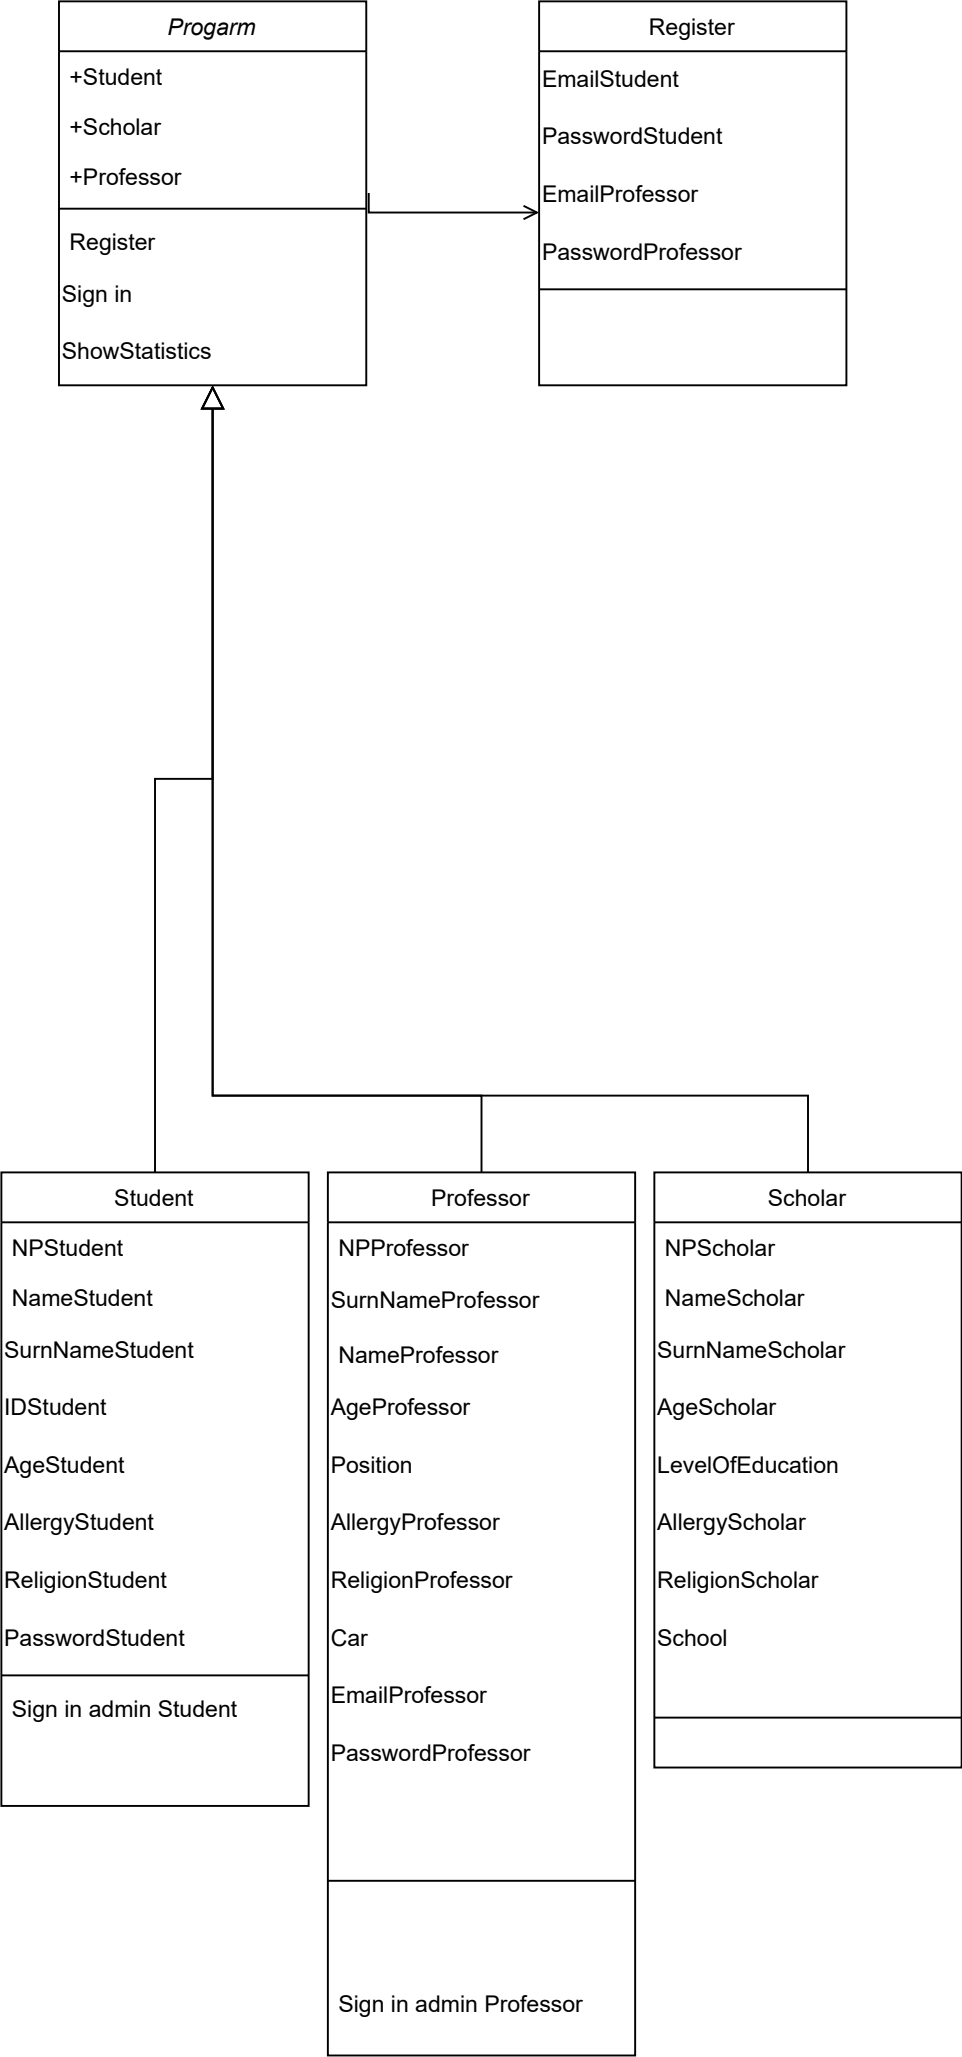 Progarm
+Student
+Scholar
+Professor
Register
Sign in
ShowStatistics
Register
EmailStudent
PasswordStudent
EmailProfessor
PasswordProfessor
Student
NPStudent
NameStudent
SurnNameStudent
IDStudent
AgeStudent
AllergyStudent
ReligionStudent
PasswordStudent
Sign in admin Student
Professor
NPProfessor
SurnNameProfessor
NameProfessor
AgeProfessor
Position
AllergyProfessor
ReligionProfessor
Car
EmailProfessor
PasswordProfessor
Sign in admin Professor
Scholar
NPScholar
NameScholar
SurnNameScholar
AgeScholar
LevelOfEducation
AllergyScholar
ReligionScholar
School